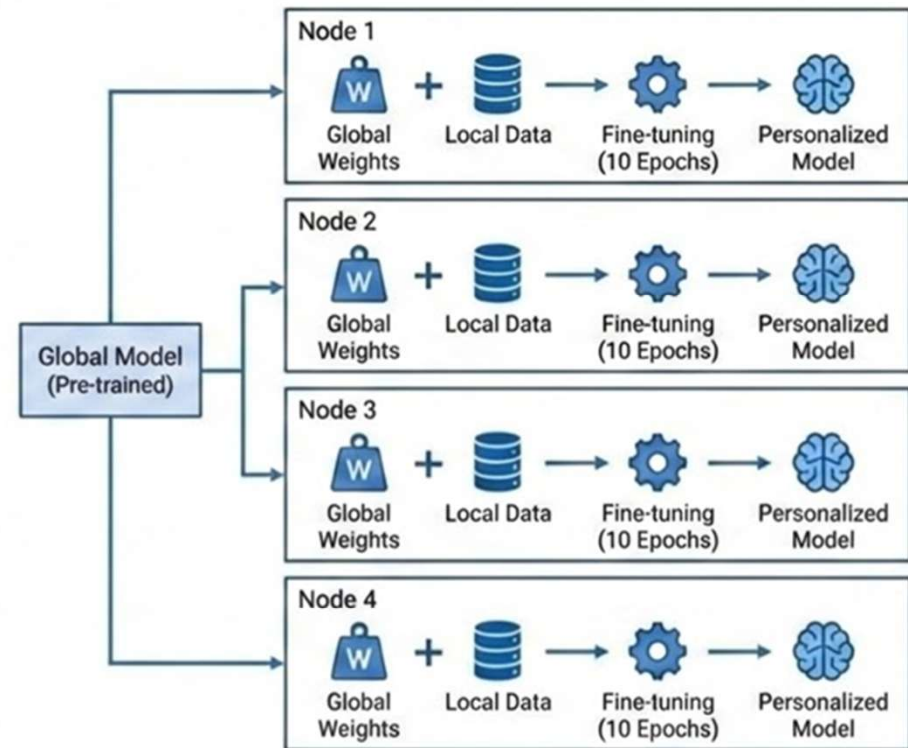 Node 1
W
Global Weights
+
Local Data
Fine-tuning (10 Epochs)
Personalized Model
Node 2
W
Global Weights
+
Local Data
Fine-tuning (10 Epochs)
Personalized Model
Global Model
(Pre-trained)
Node 3
W
Global Weights
+
Local Data
Fine-tuning (10 Epochs)
Personalized Model
Node 4
W
Global Weights
+
Local Data
Fine-tuning (10 Epochs)
Personalized Model